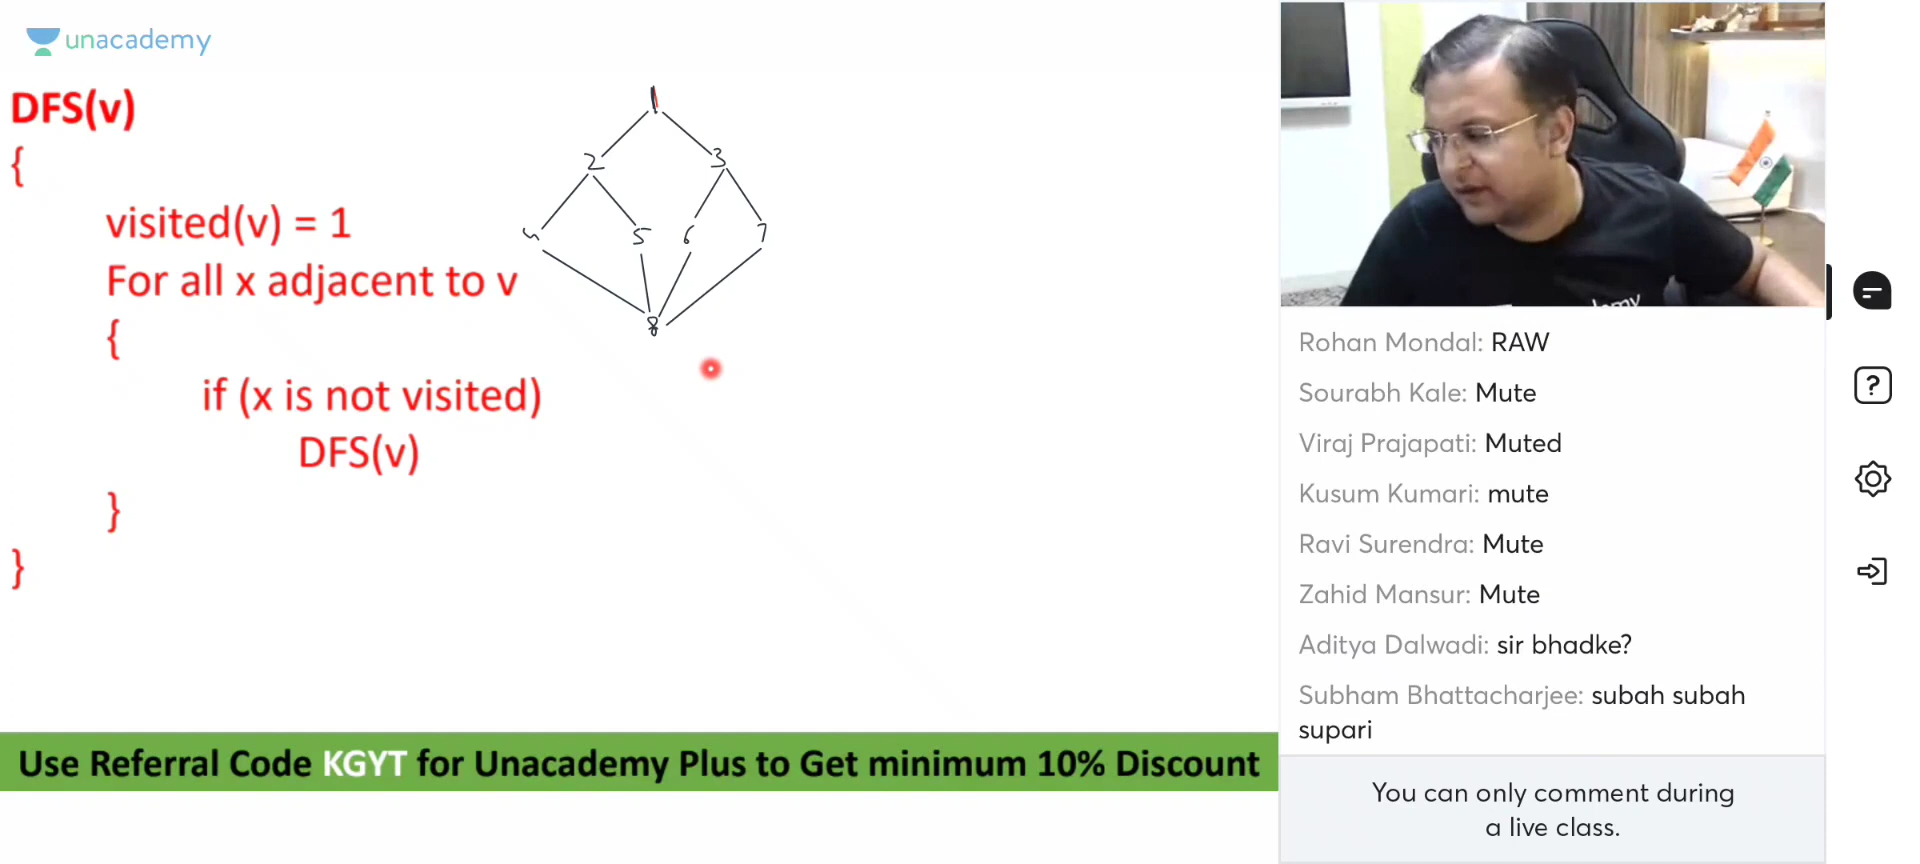 unacademy
DFS(v)
{
visited(v) = 1
For all x adjacent to v
{
if (x is not visited)
DFS(v)
}
}
1
2 3
4 5 6 7
8
Use Referral Code KGYT for Unacademy Plus to Get minimum 10% Discount
Rohan Mondal: RAW
Sourabh Kale: Mute
Viraj Prajapati: Muted
Kusum Kumari: mute
Ravi Surendra: Mute
Zahid Mansur: Mute
Aditya Dalwadi: sir bhadke?
Subham Bhattacharjee: subah subah
supari
You can only comment during
a live class.
?